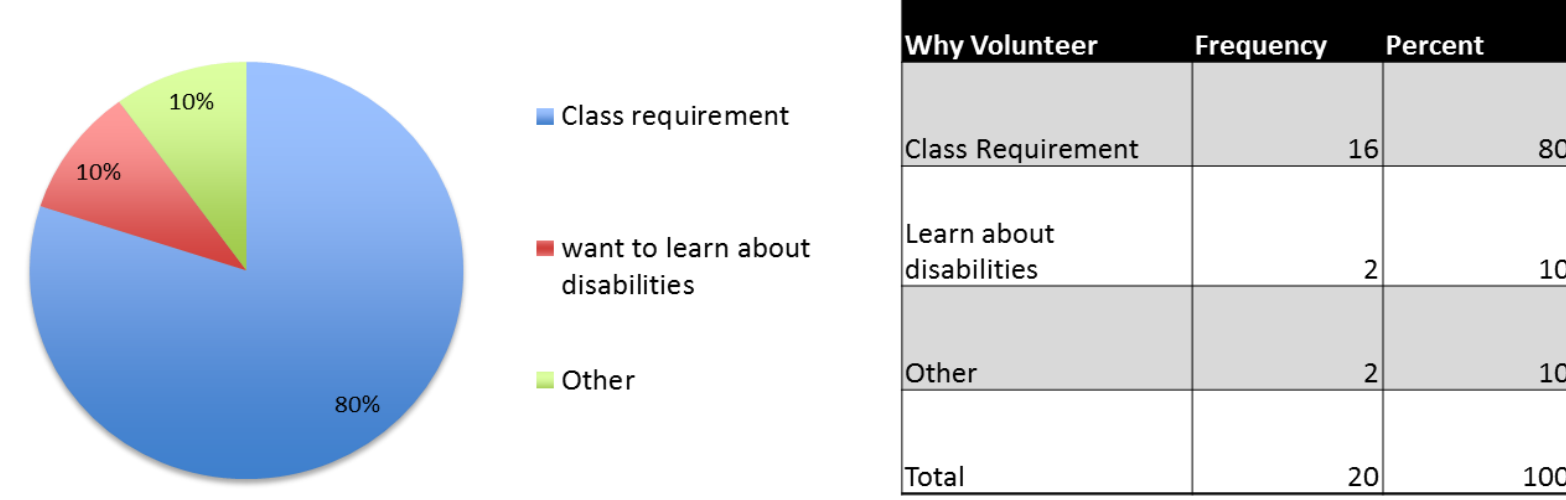 10%
10%
80%
Class requirement
want to learn about
disabilities
Other
Why Volunteer Frequency Percent
Class Requirement 16 80
Learn about
disabilities 2 10
Other 2 10
Total 20 100